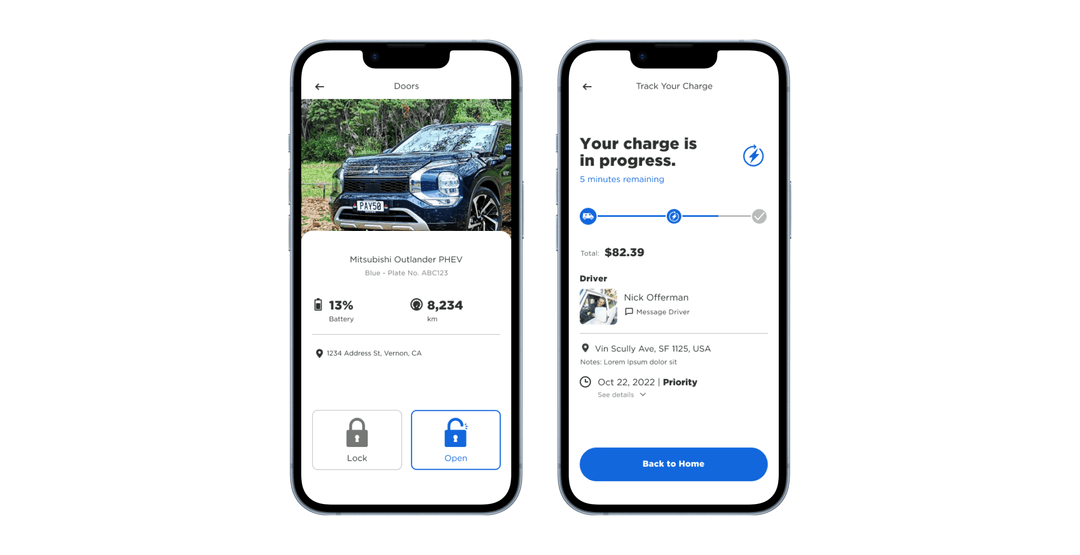 Doors
PAY50
Mitsubishi Outlander PHEV
Blue - Plate No. ABC123
13%
Battery
8,234
km
1234 Address St, Vernon, CA
Lock
Open
Track Your Charge
Your charge is
in progress.
5 minutes remaining
Total: $82.39
Driver
Nick Offerman
Message Driver
Vin Scully Ave, SF 1125, USA
Notes: Lorem Ipsum dolor sit
Oct 22, 2022 | Priority
See details
Back to Home